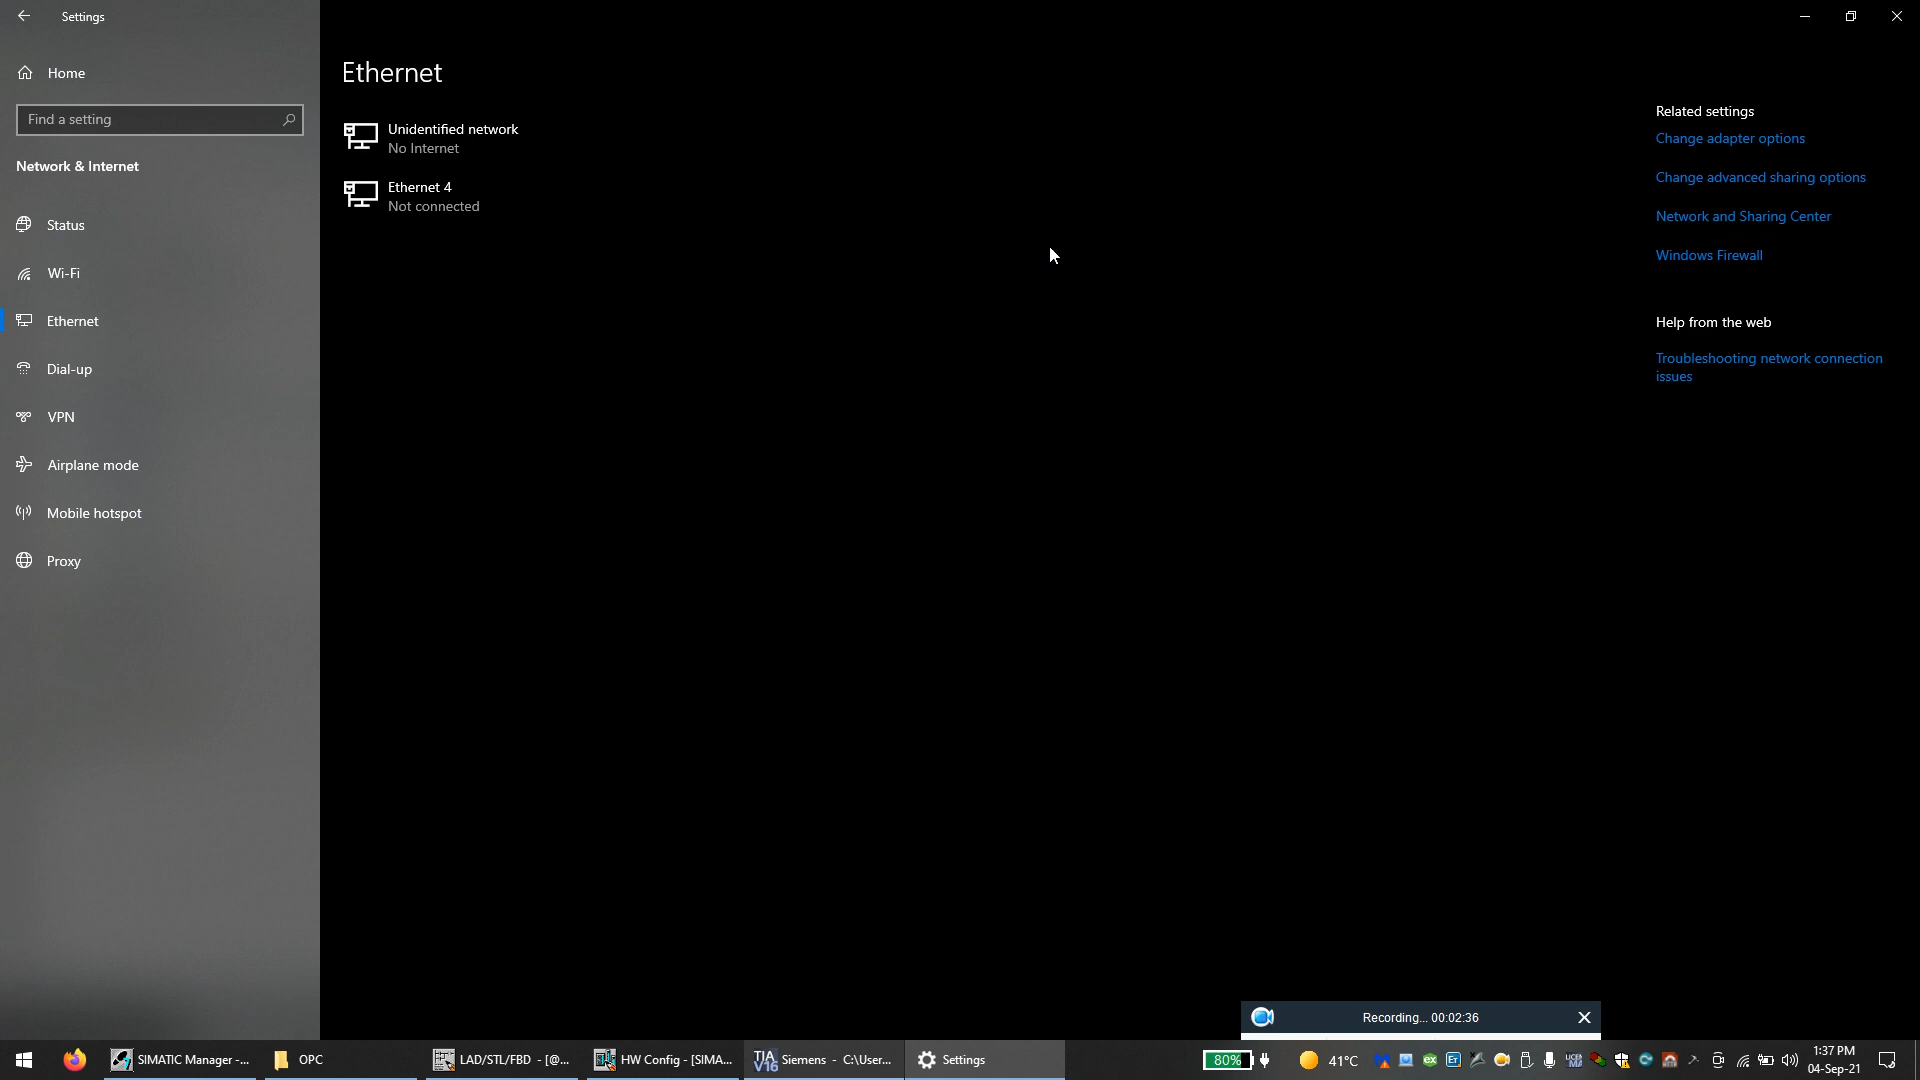 Settings
Home
Find a setting
Network & Internet
Status
Wi-Fi
Ethernet
Dial-up
VPN
Airplane mode
Mobile hotspot
Proxy
Ethernet
Unidentified network
No Internet
Ethernet 4
Not connected
Related settings
Change adapter options
Change advanced sharing options
Network and Sharing Center
Windows Firewall
Help from the web
Troubleshooting network connection
issues
Recording... 00:02:36
SIMATIC Manager -...
OPC
LAD/STL/FBD - [@...
HW Config - [SIMA...
TIA
V16
Siemens - C:\User...
Settings
80%
41°C
1:37 PM
04-Sep-21